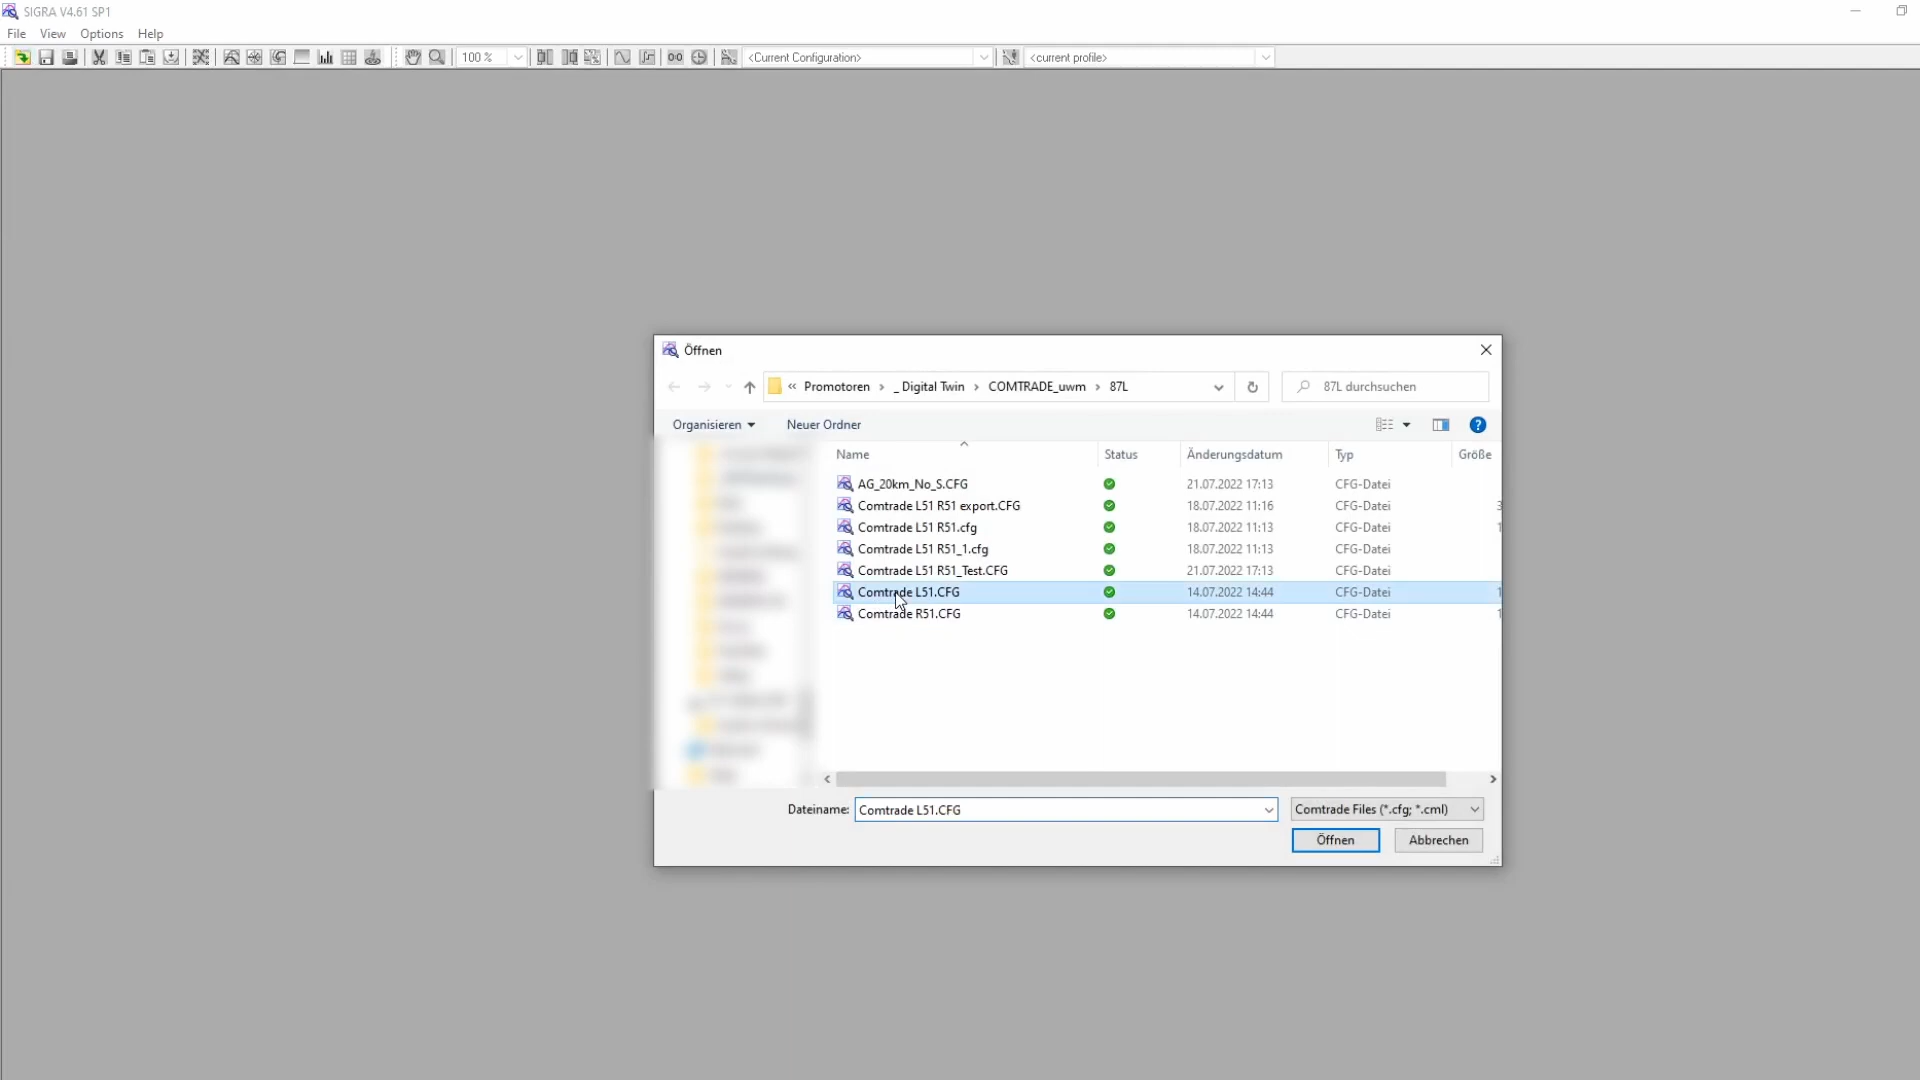 SIGRA V4.61 SP1
File View Options Help
100 % <Current Configuration> <current profile>
Öffnen
« Promotoren › _ Digital Twin › COMTRADE_uwm › 87L 87L durchsuchen
Organisieren Neuer Ordner
Name Status Änderungsdatum Typ Größe
AG_20km_No_S.CFG 21.07.2022 17:13 CFG-Datei
Comtrade L51 R51 export.CFG 18.07.2022 11:16 CFG-Datei 3
Comtrade L51 R51.cfg 18.07.2022 11:13 CFG-Datei 1
Comtrade L51 R51_1.cfg 18.07.2022 11:13 CFG-Datei
Comtrade L51 R51_Test.CFG 21.07.2022 17:13 CFG-Datei
Comtrade L51.CFG 14.07.2022 14:44 CFG-Datei 1
Comtrade R51.CFG 14.07.2022 14:44 CFG-Datei 1
Dateiname: Comtrade L51.CFG Comtrade Files (*.cfg; *.cml)
Öffnen Abbrechen